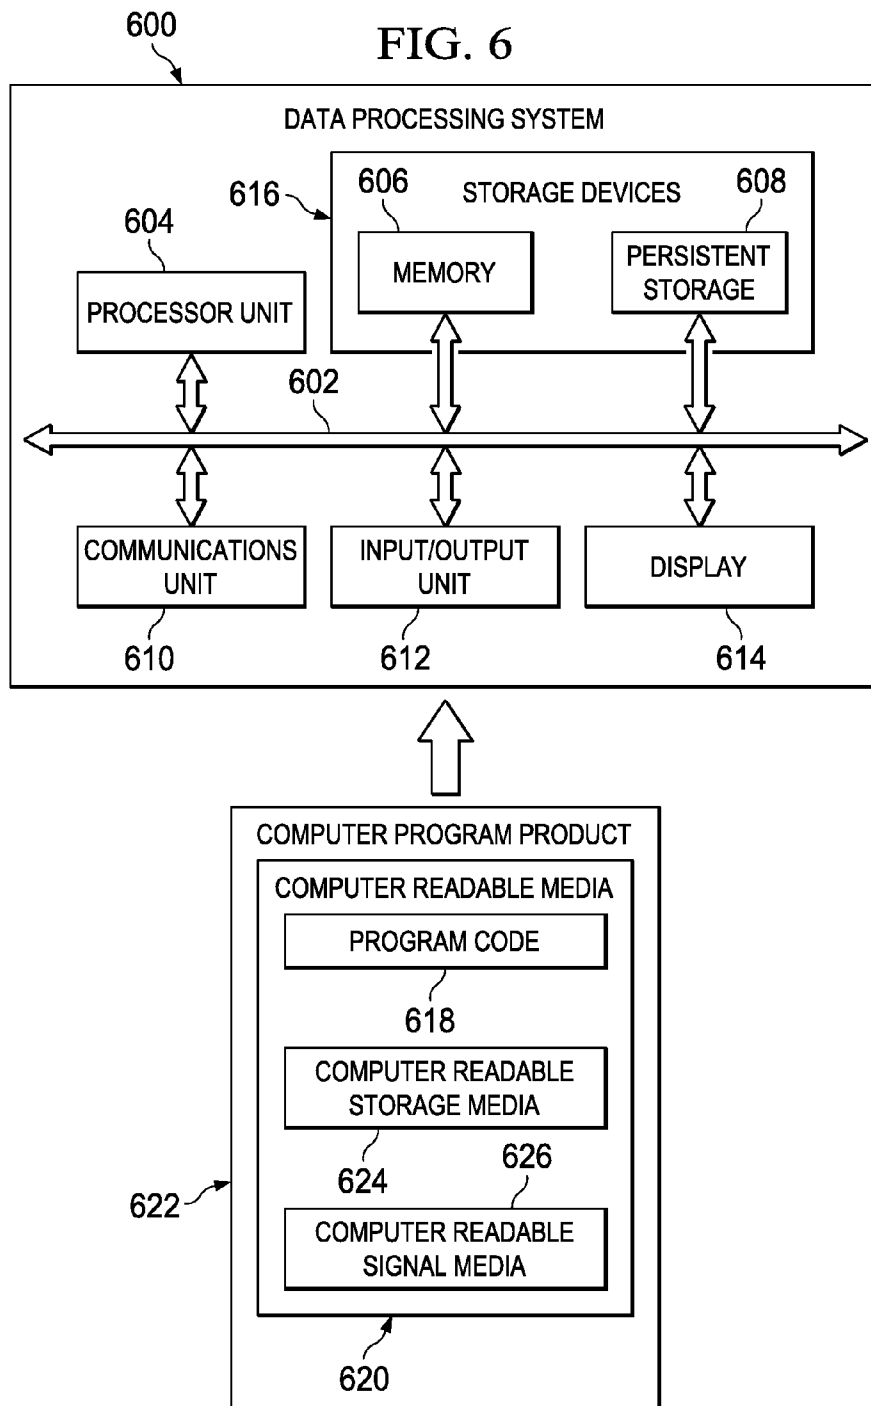 FIG. 6
600
DATA PROCESSING SYSTEM
616
STORAGE DEVICES
606
608
604
MEMORY
PERSISTENT
STORAGE
PROCESSOR UNIT
602
COMMUNICATIONS
UNIT
INPUT/OUTPUT
UNIT
DISPLAY
610
612
614
COMPUTER PROGRAM PRODUCT
COMPUTER READABLE MEDIA
PROGRAM CODE
618
COMPUTER READABLE
STORAGE MEDIA
624
626
622
COMPUTER READABLE
SIGNAL MEDIA
620